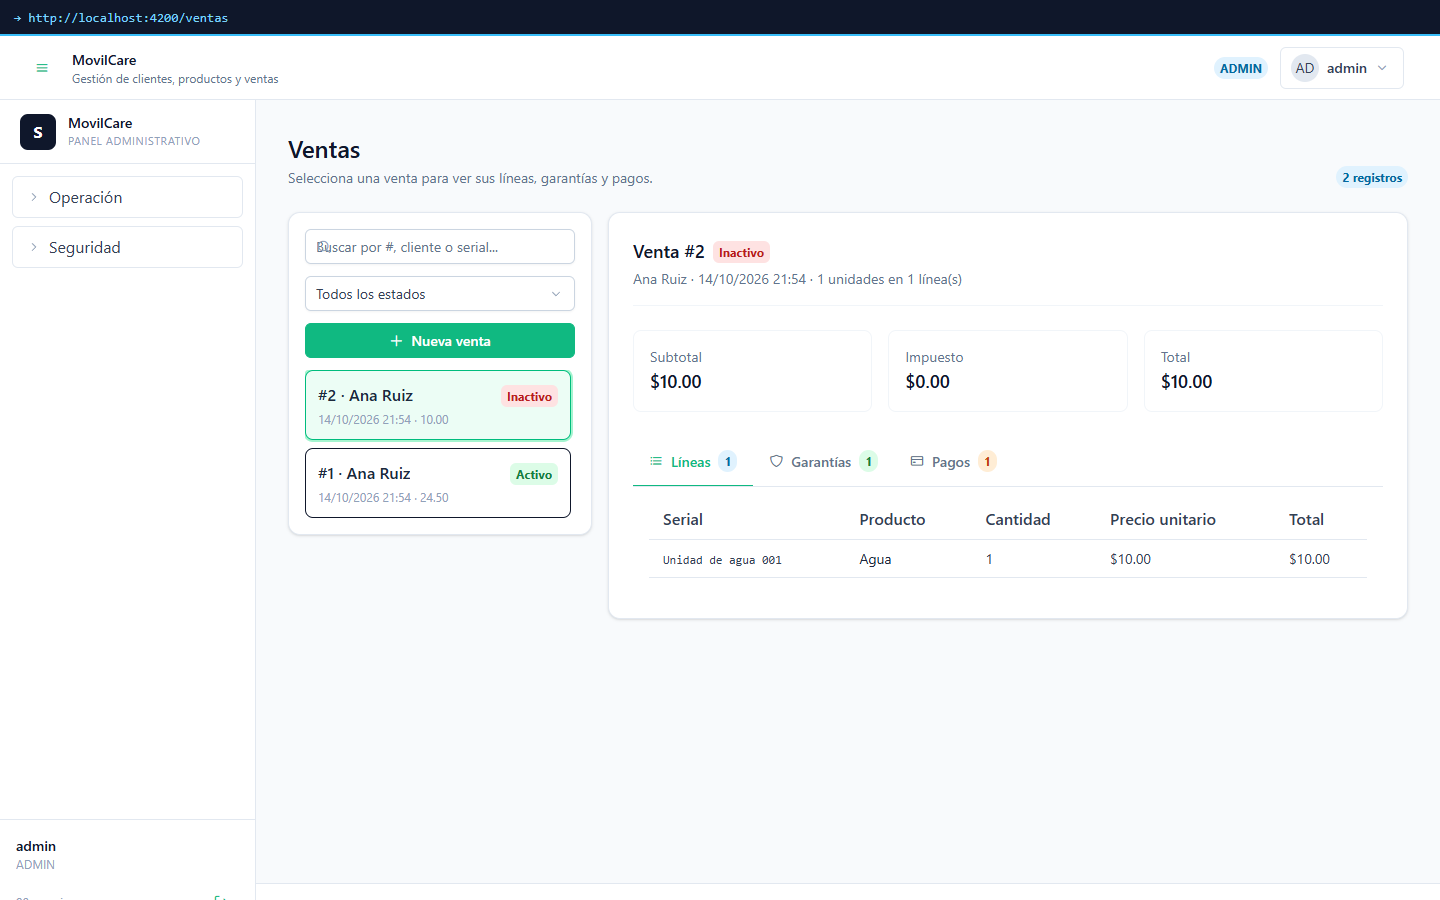 → http://localhost:4200/ventas
MovilCare
Gestión de clientes, productos y ventas
ADMIN
AD admin
S
MovilCare
PANEL ADMINISTRATIVO
Operación
Seguridad
admin
ADMIN
Ventas
Selecciona una venta para ver sus líneas, garantías y pagos.
2 registros
Buscar por #, cliente o serial...
Todos los estados
+ Nueva venta
#2 · Ana Ruiz Inactivo
14/10/2026 21:54 · 10.00
#1 · Ana Ruiz Activo
14/10/2026 21:54 · 24.50
Venta #2 Inactivo
Ana Ruiz · 14/10/2026 21:54 · 1 unidades en 1 línea(s)
Subtotal Impuesto Total
$10.00 $0.00 $10.00
Líneas 1 Garantías 1 Pagos 1
Serial Producto Cantidad Precio unitario Total
Unidad de agua 001 Agua 1 $10.00 $10.00